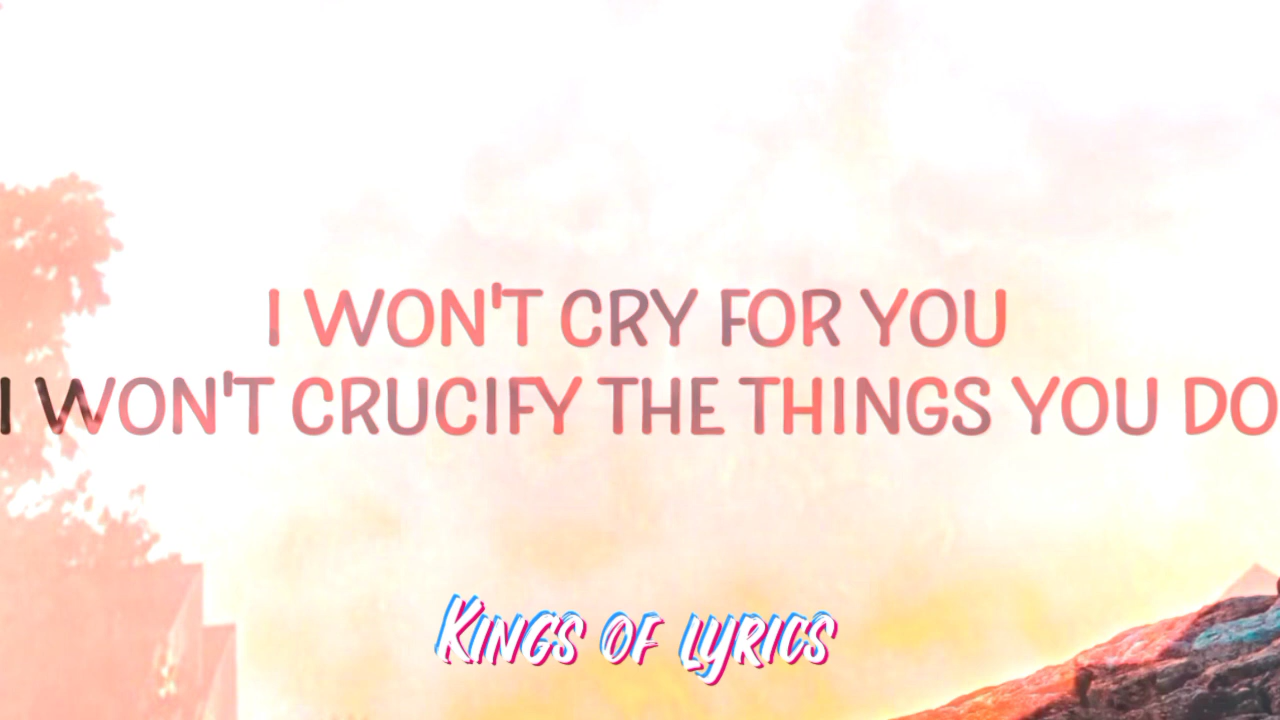 I WON'T CRY FOR YOU
I WON'T CRUCIFY THE THINGS YOU DO
KINGS OF LYRICS